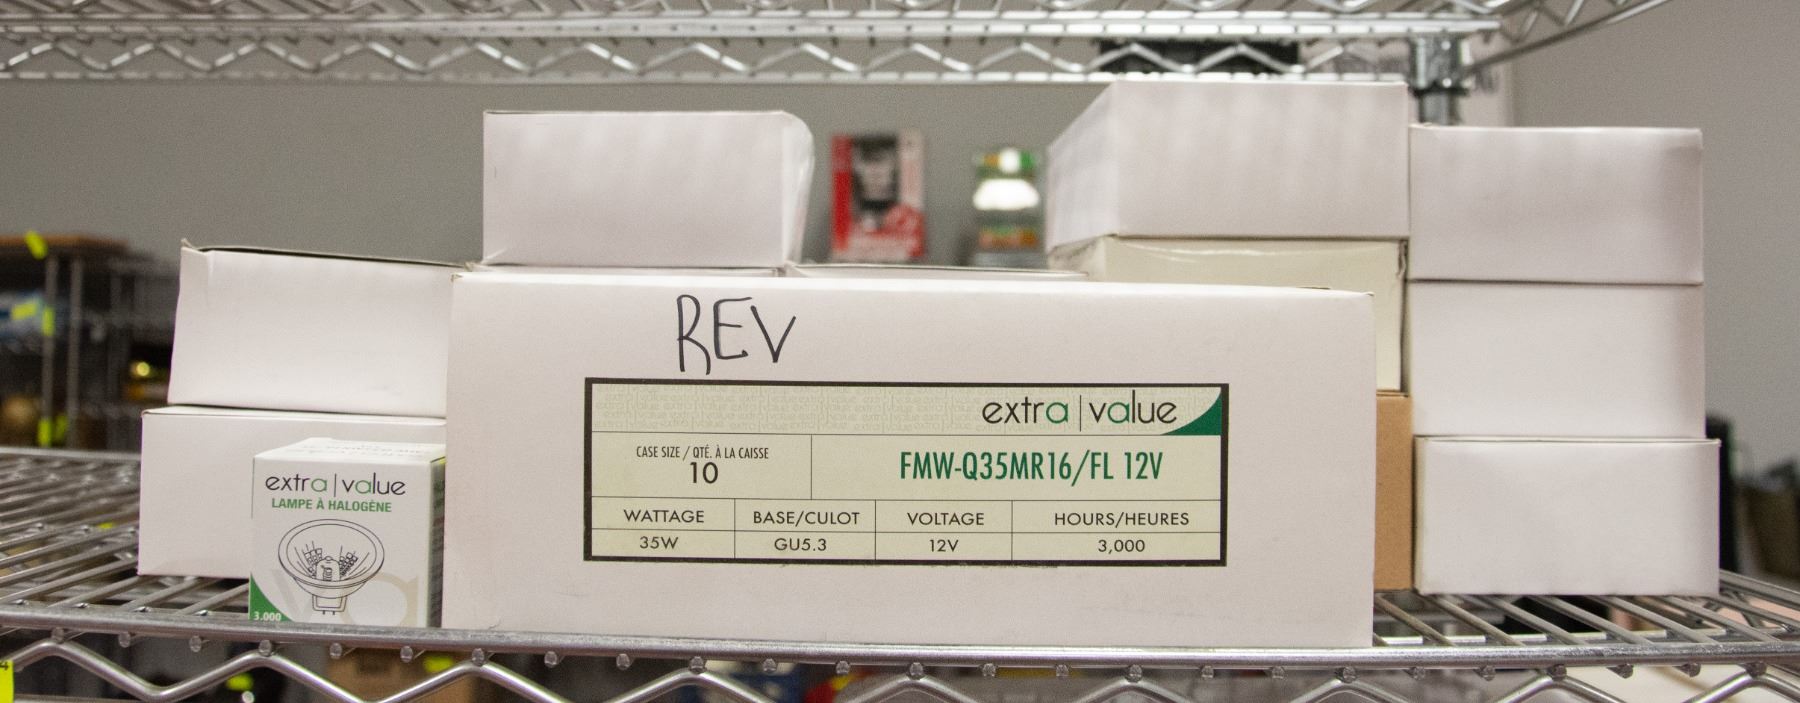 REV
extra|value
CASE SIZE / QTÉ. À LA CAISSE
10
FMW-Q35MR16/FL 12V
WATTAGE BASE/CULOT VOLTAGE HOURS/HEURES
35W GU5.3 12V 3,000
extra|value
LAMPE À HALOGÈNE
3,000
4